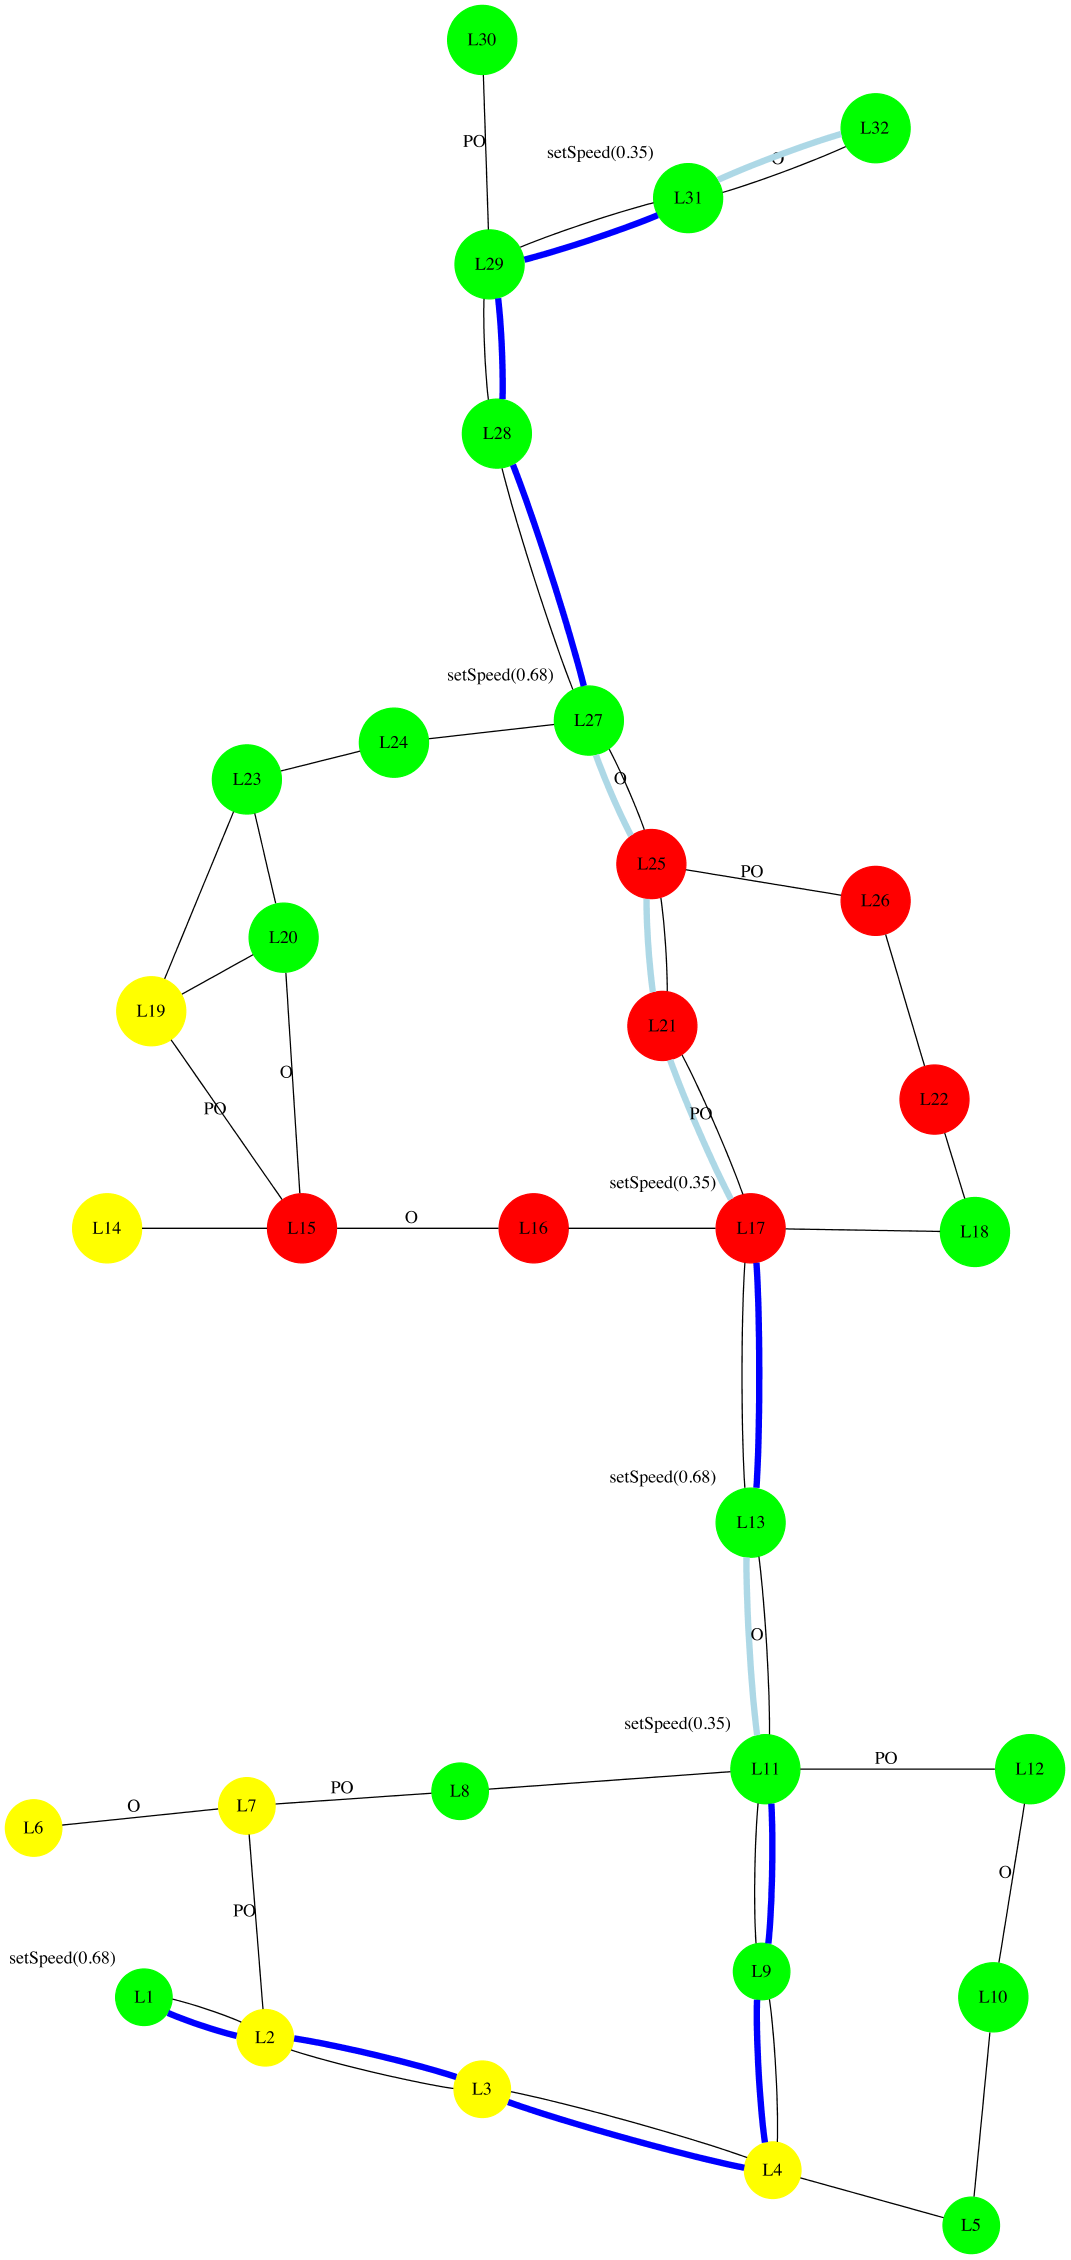 L30
L32
PO
setSpeed(0.35)
O
L31
L29
L28
setSpeed(0.68)
L27
L24
L23
O
L25
PO
L26
L20
L19
L21
O
L22
PO
PO
setSpeed(0.35)
L14
L15
O
L16
L17
L18
setSpeed(0.68)
L13
O
setSpeed(0.35)
L11
PO
L12
L8
PO
L7
O
L6
O
PO
setSpeed(0.68)
L9
L1
L10
L2
L3
L4
L5